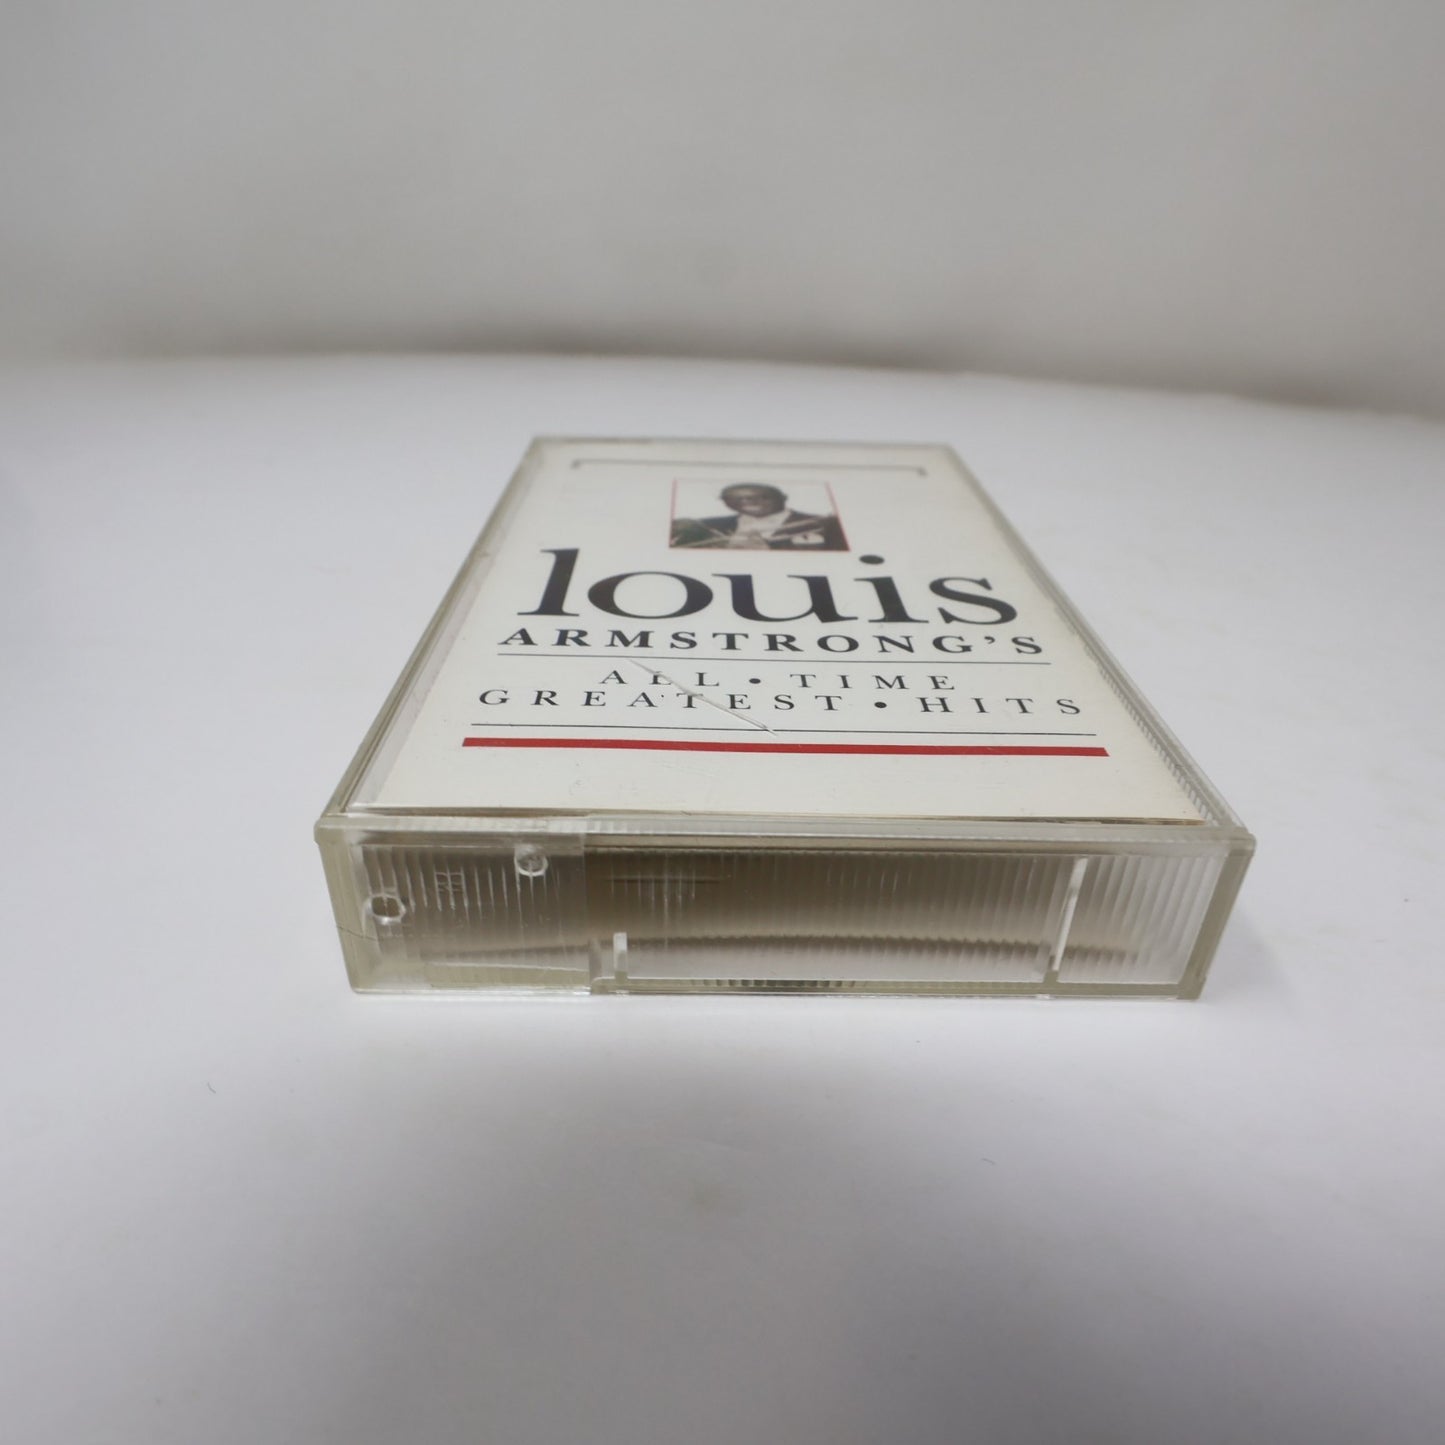 louis
ARMSTRONG'S
ALL • TIME
GREATEST • HITS